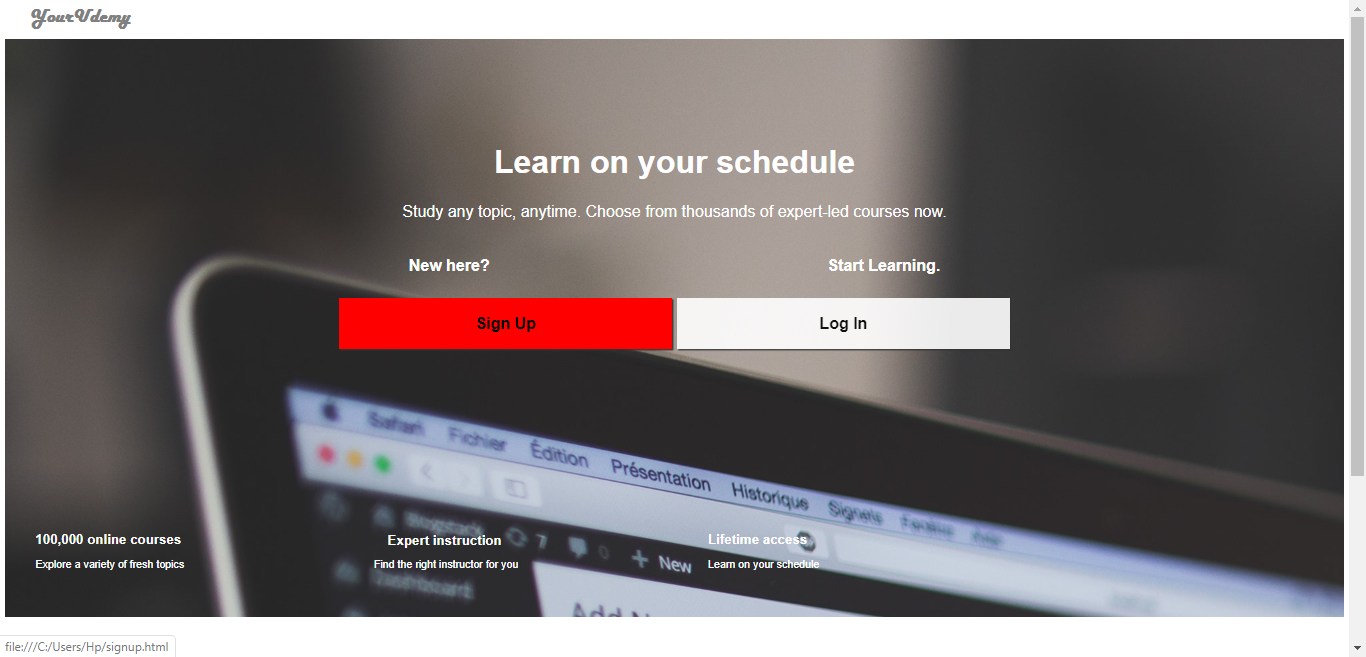 YourUdemy
Learn on your schedule
Study any topic, anytime. Choose from thousands of expert-led courses now.
New here? Start Learning.
Sign Up Log In
Safari Fichier Édition Présentation Historique Signets Fenêtre Aide
100,000 online courses Expert instruction Lifetime access
Explore a variety of fresh topics Find the right instructor for you Learn on your schedule
Blogstack 7 0 + New
Dashboard
file:///C:/Users/Hp/signup.html